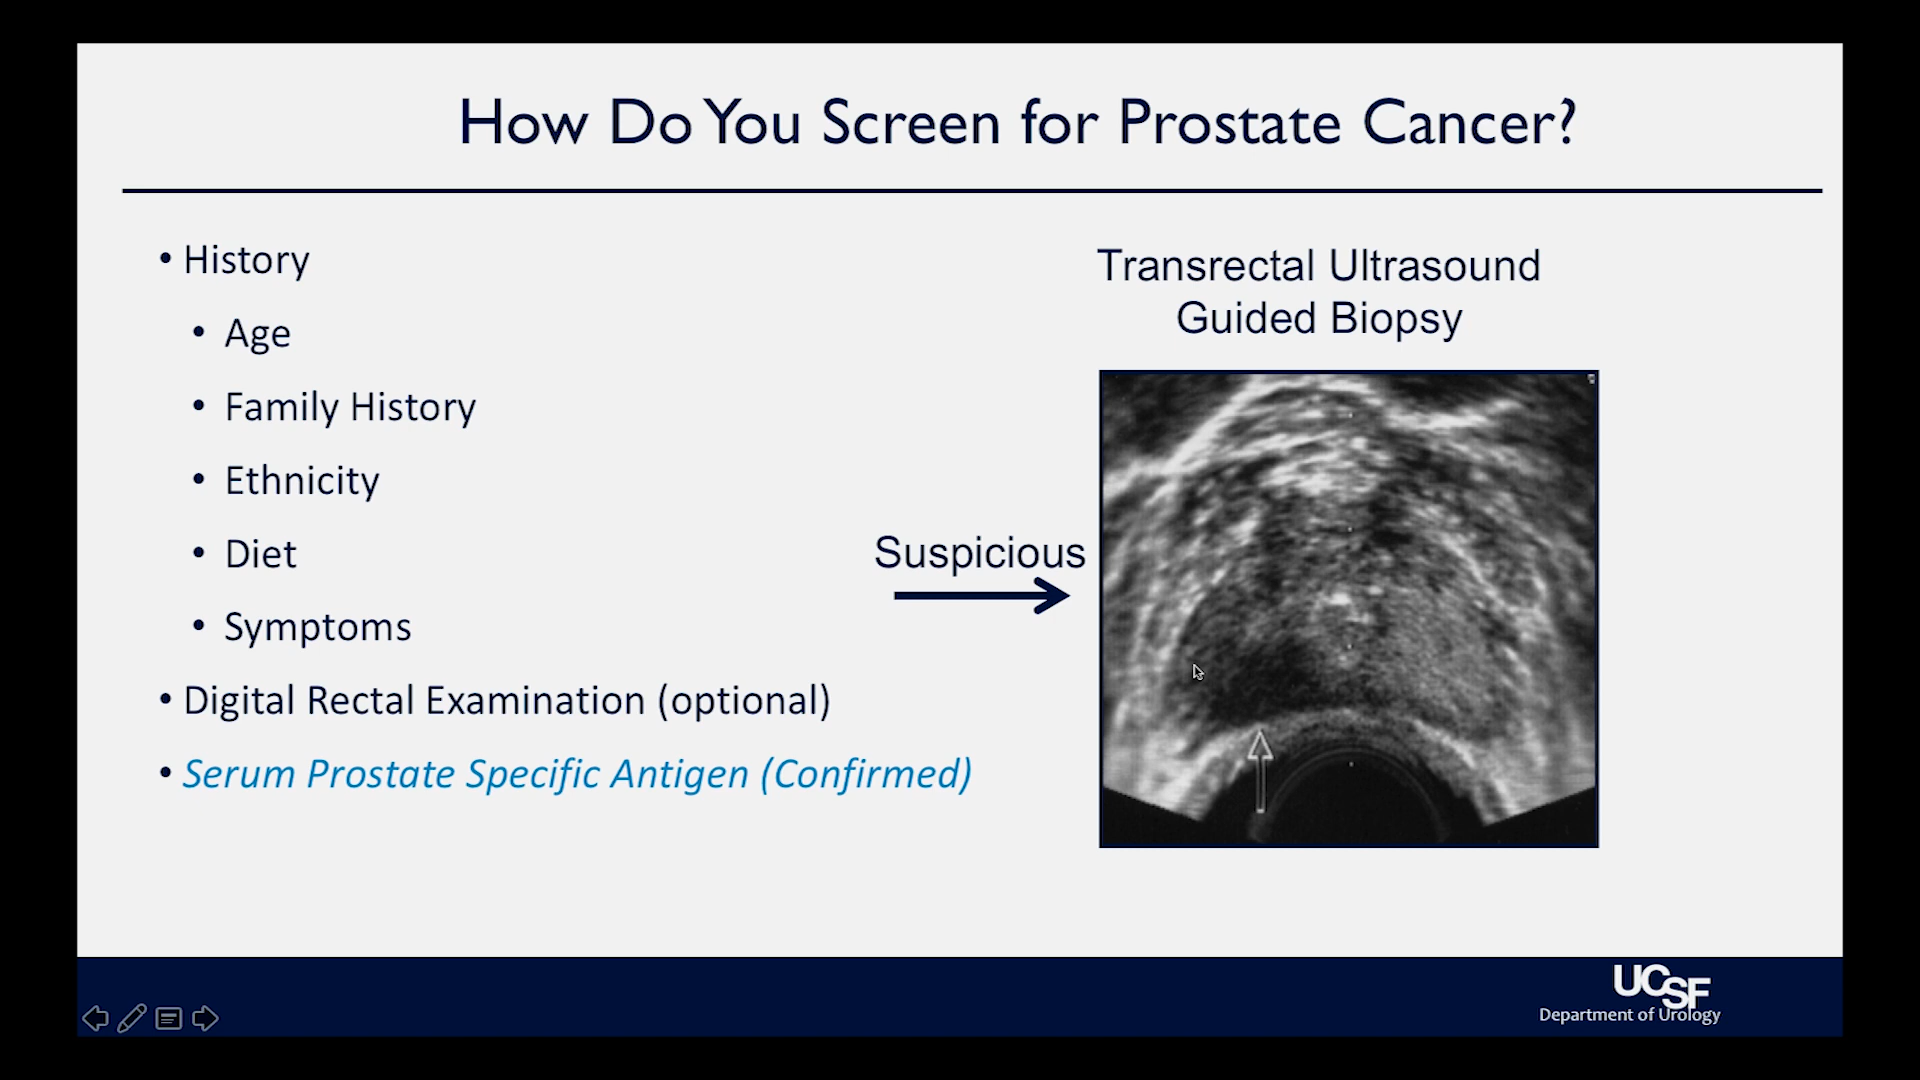 How Do You Screen for Prostate Cancer?
• History
• Age
• Family History
• Ethnicity
• Diet
• Symptoms
• Digital Rectal Examination (optional)
• Serum Prostate Specific Antigen (Confirmed)
Suspicious
Transrectal Ultrasound
Guided Biopsy
UCSF
Department of Urology